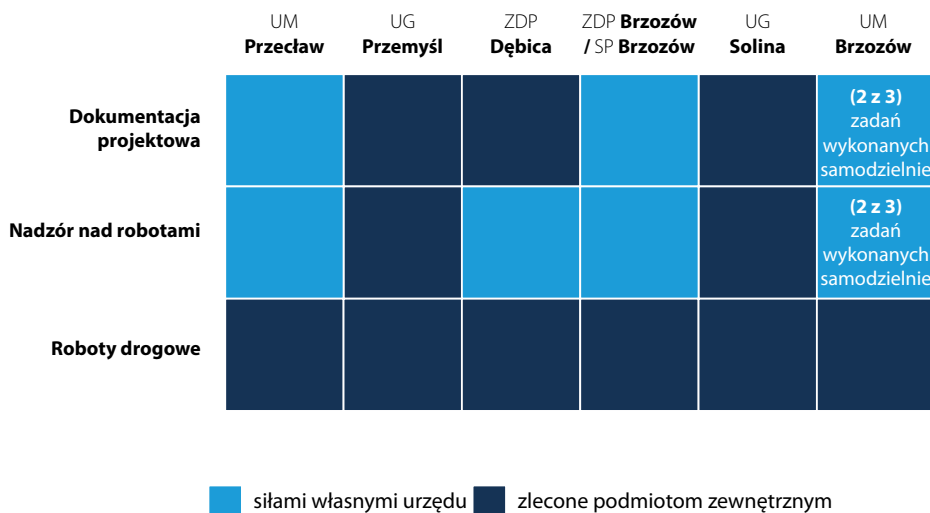 UM
Przecław
UG
Przemyśl
ZDP
Dębica
ZDP Brzozów
/ SP Brzozów
UG
Solina
UM
Brzozów
Dokumentacja
projektowa
(2 z 3)
zadań
wykonanych
samodzielnie
Nadzór nad robotami
(2 z 3)
zadań
wykonanych
samodzielnie
Roboty drogowe
siłami własnymi urzędu
zlecone podmiotom zewnętrznym